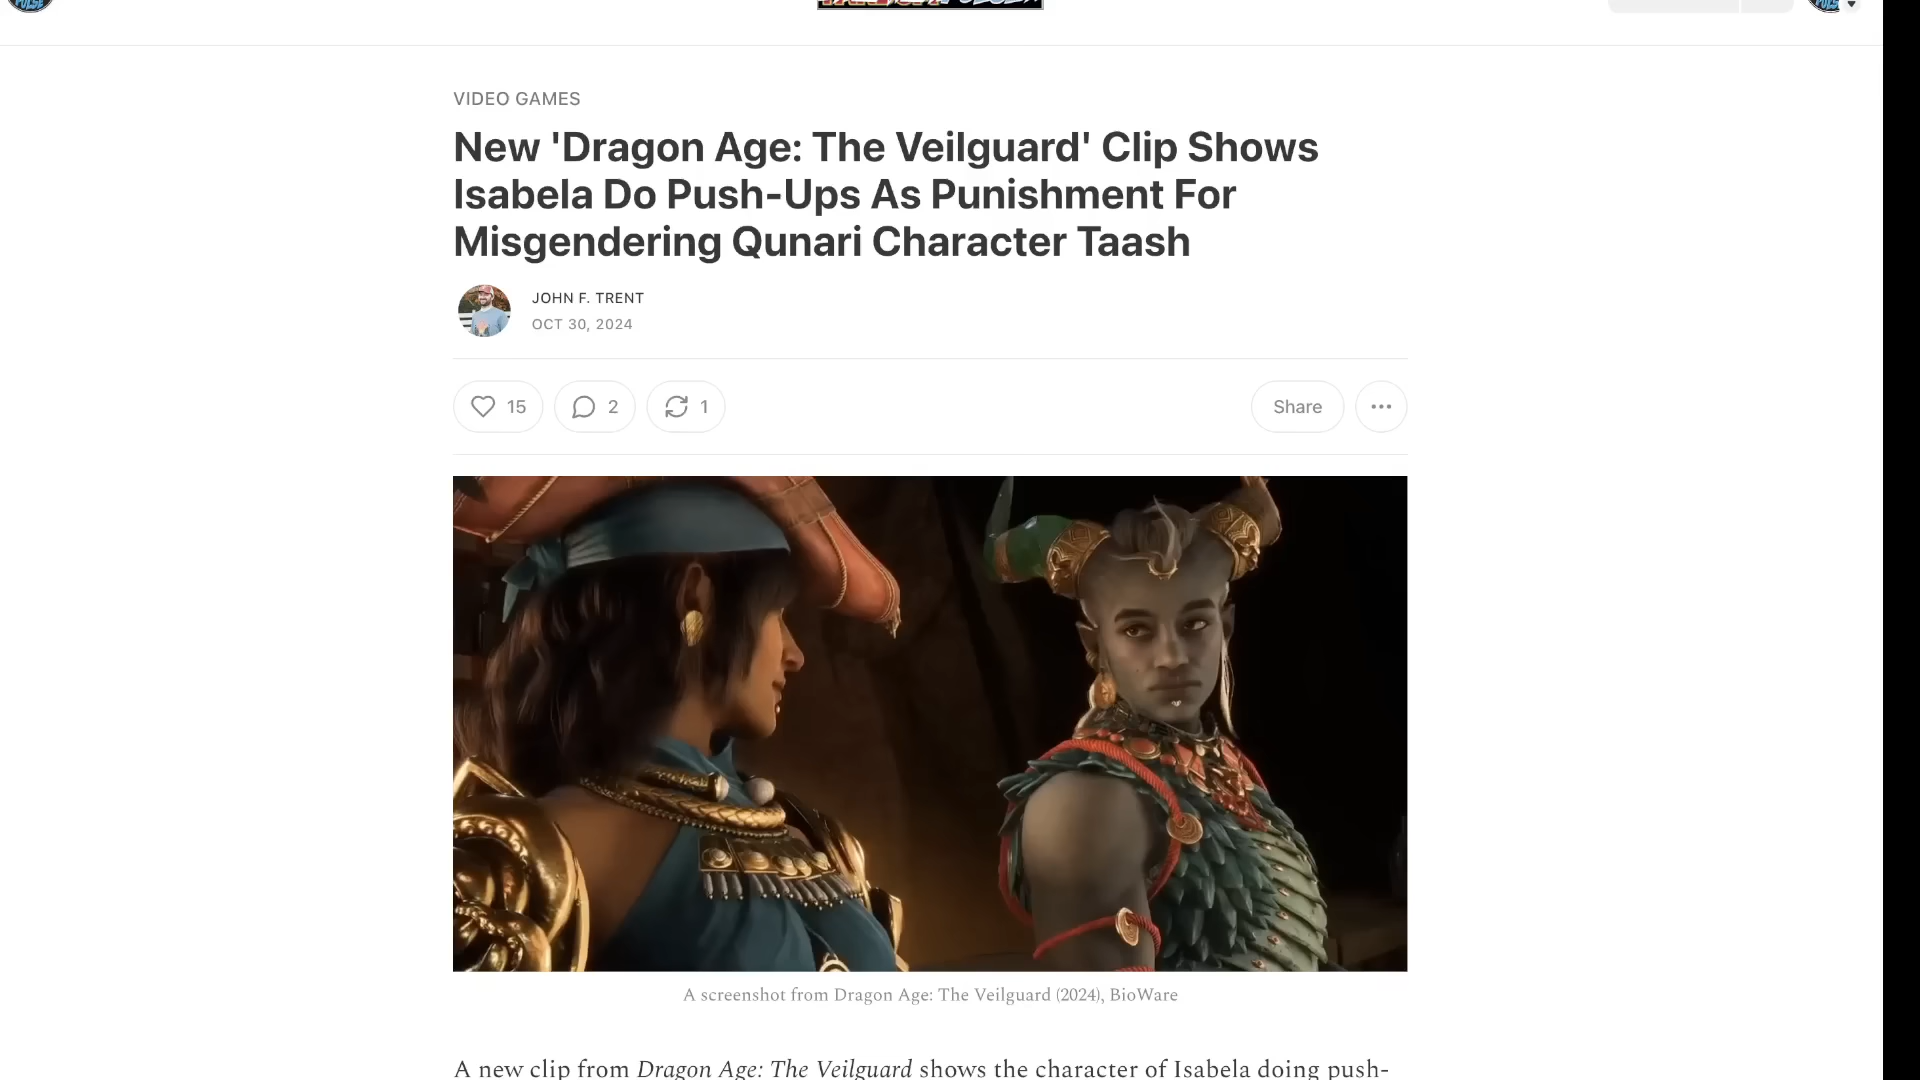 PULSE
VIDEO GAMES
New 'Dragon Age: The Veilguard' Clip Shows
Isabela Do Push-Ups As Punishment For
Misgendering Qunari Character Taash
JOHN F. TRENT
OCT 30, 2024
15
2
1
Share
A screenshot from Dragon Age: The Veilguard (2024), BioWare
A new clip from Dragon Age: The Veilguard shows the character of Isabela doing push-